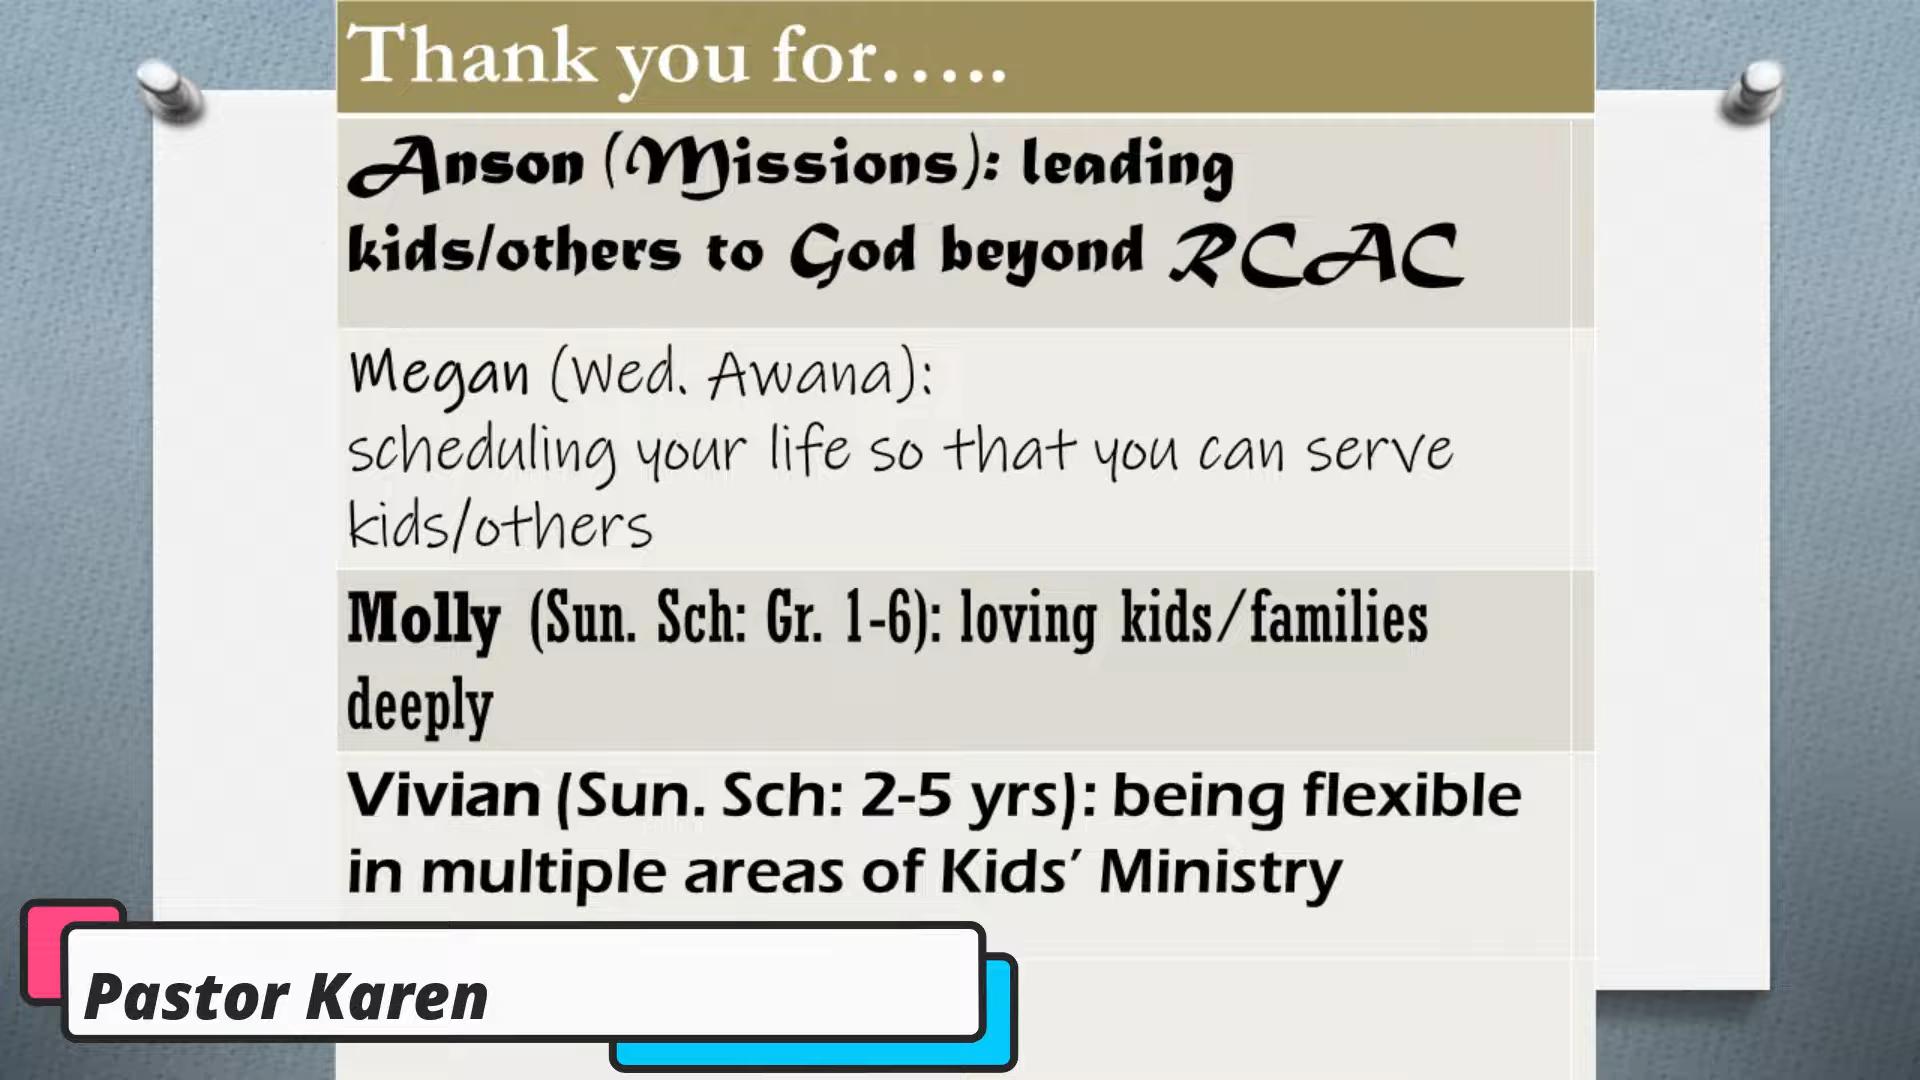 Thank you for.....
Anson (Missions): leading
kids/others to God beyond RCAC
Megan (Wed. Awana):
scheduling your life so that you can serve
kids/others
Molly (Sun. Sch: Gr. 1-6): loving kids/families
deeply
Vivian (Sun. Sch: 2-5 yrs): being flexible
in multiple areas of Kids' Ministry
Pastor Karen